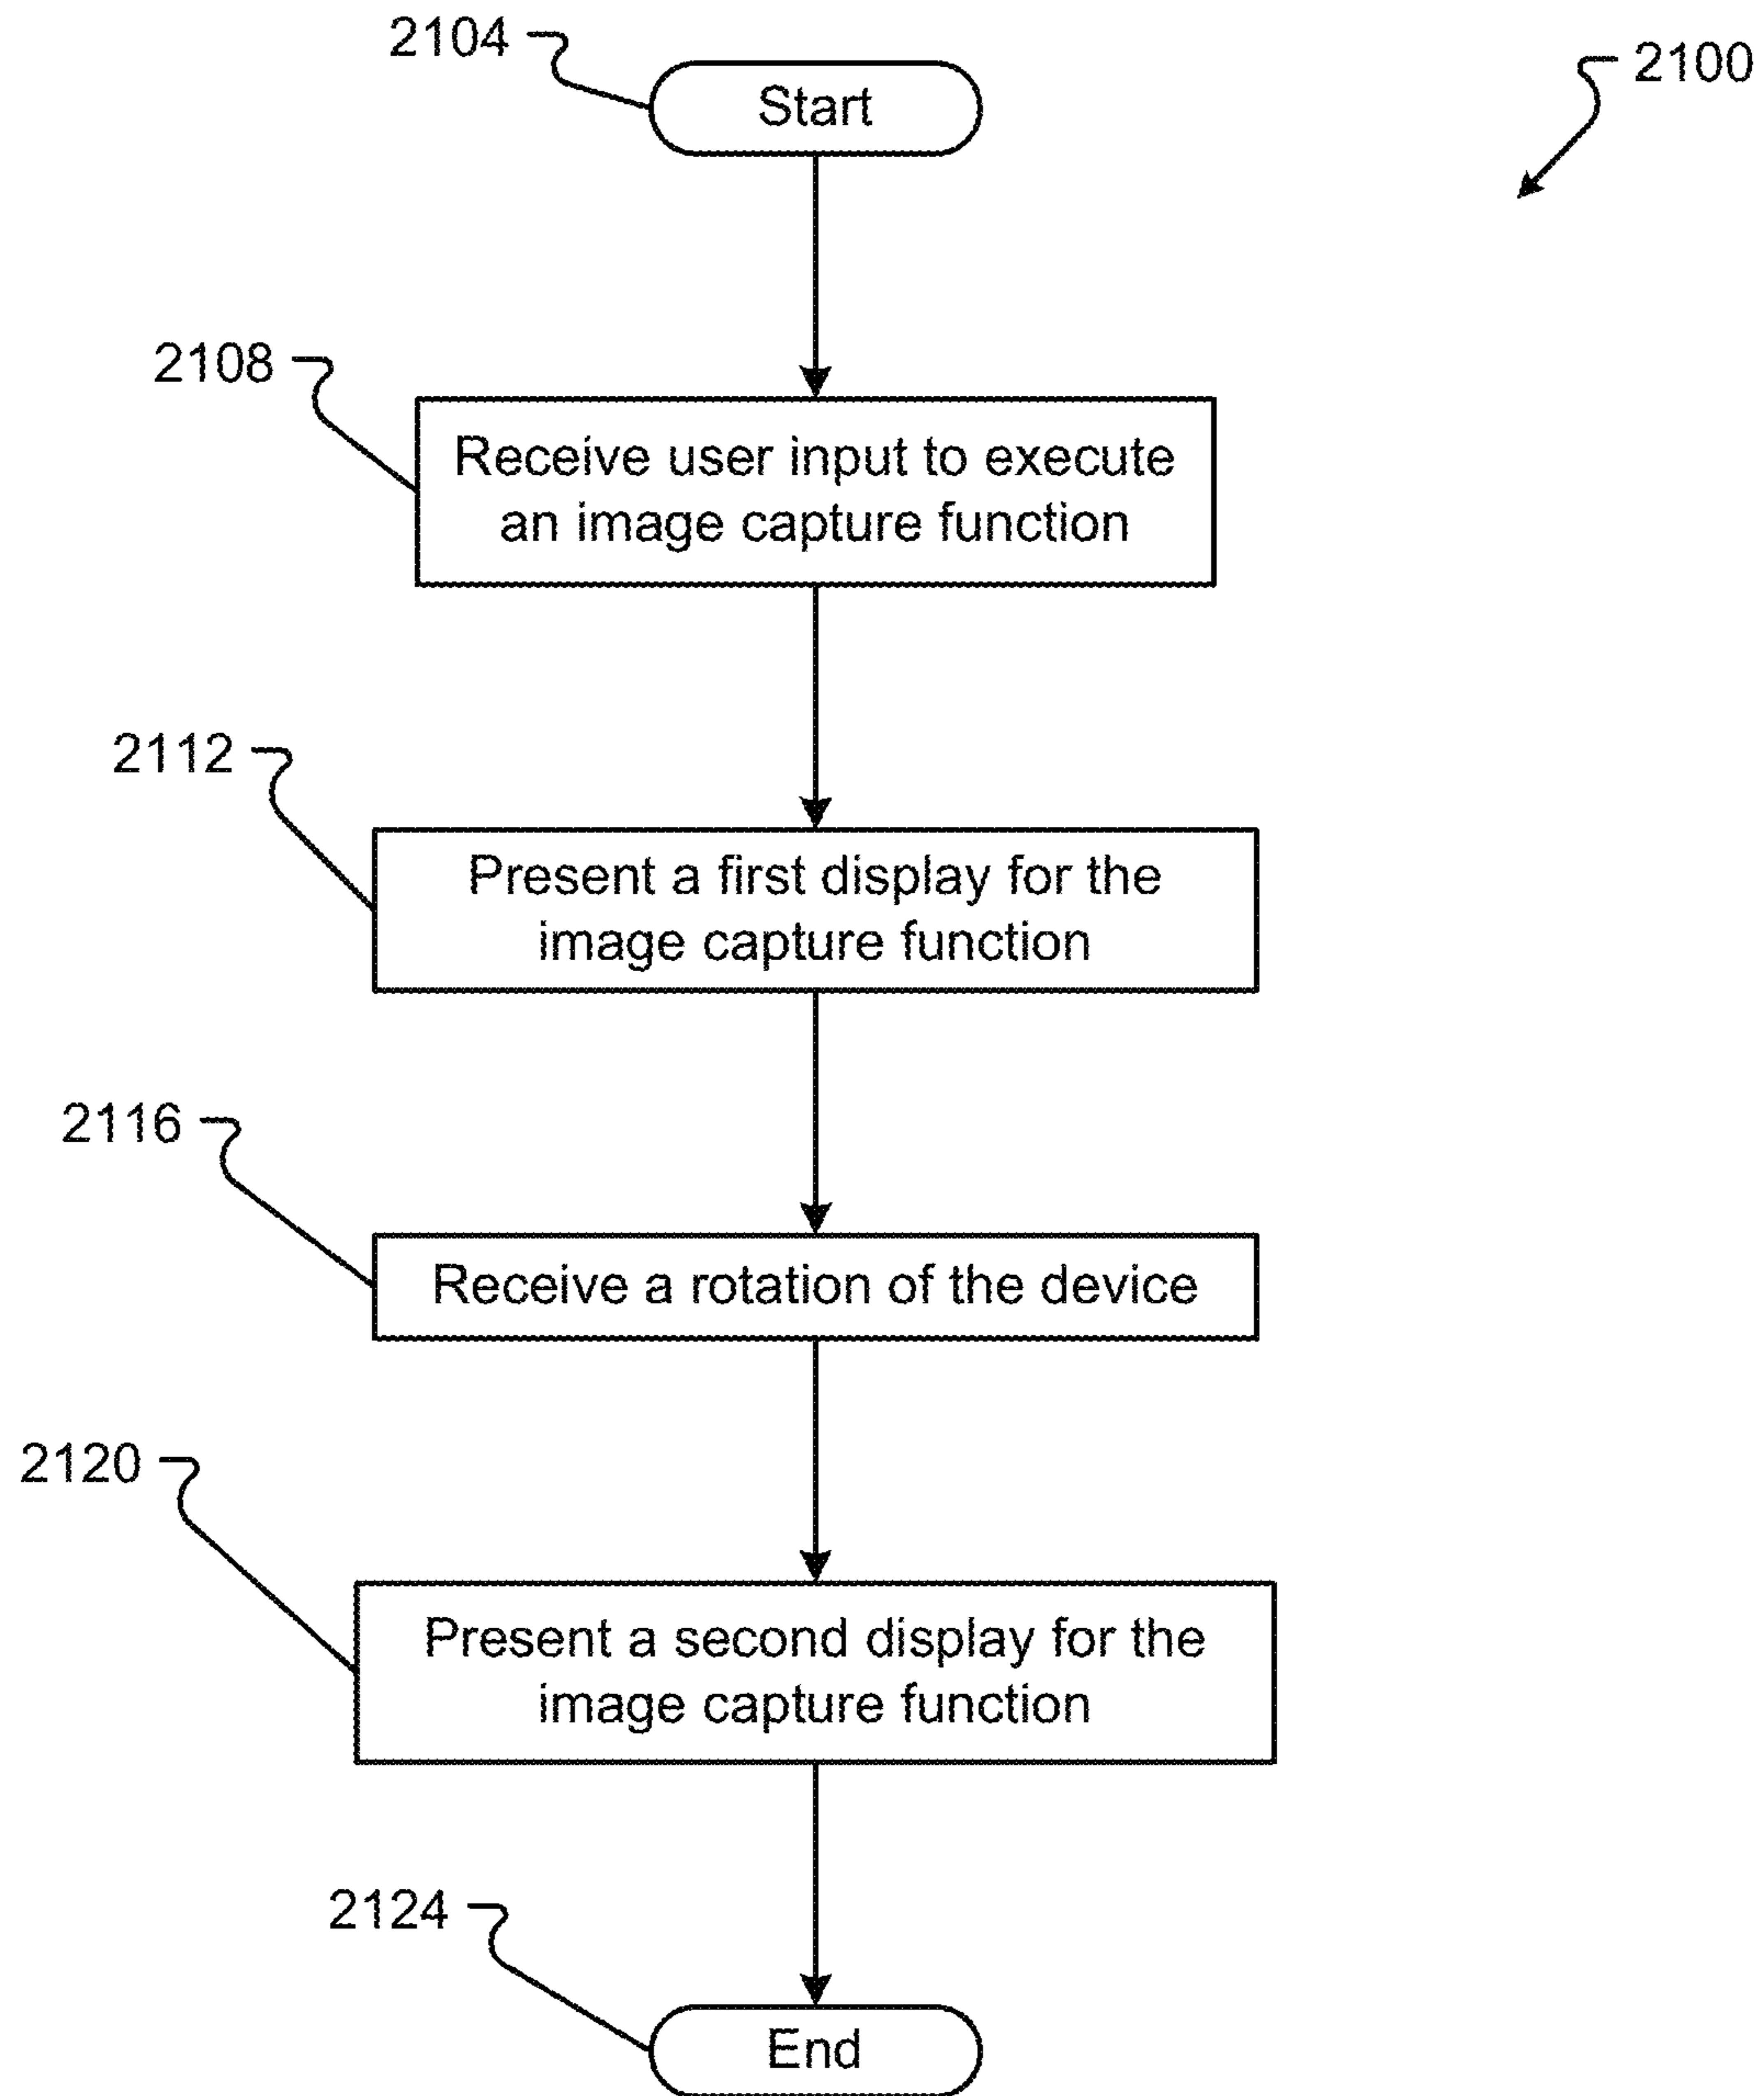 2104
Start
2100
2108
Receive user input to execute
an image capture function
2112
Present a first display for the
image capture function
2116
Receive a rotation of the device
2120
Present a second display for the
image capture function
2124
End